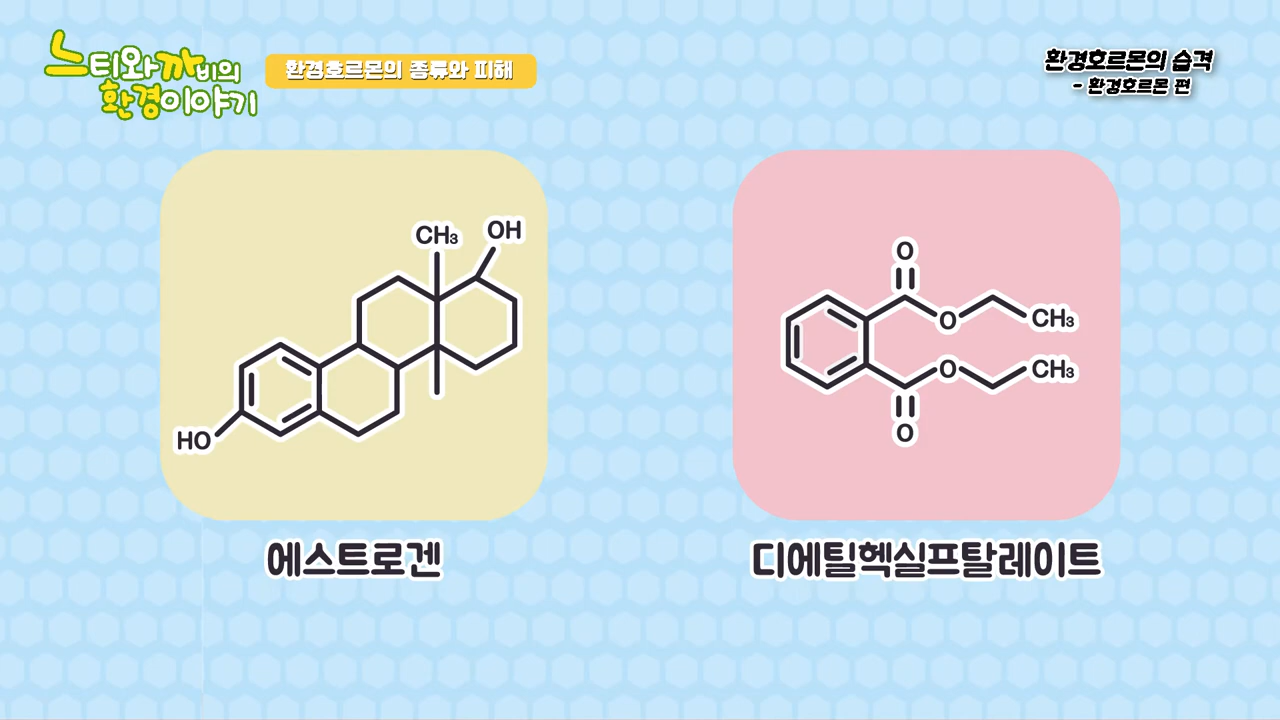 느티와까비의
환경이야기
환경호르몬의 종류와 피해
환경호르몬의 습격
- 환경호르몬 편
CH₃
OH
HO
O
O
CH₃
O
CH₃
O
에스트로겐
디에틸헥실프탈레이트